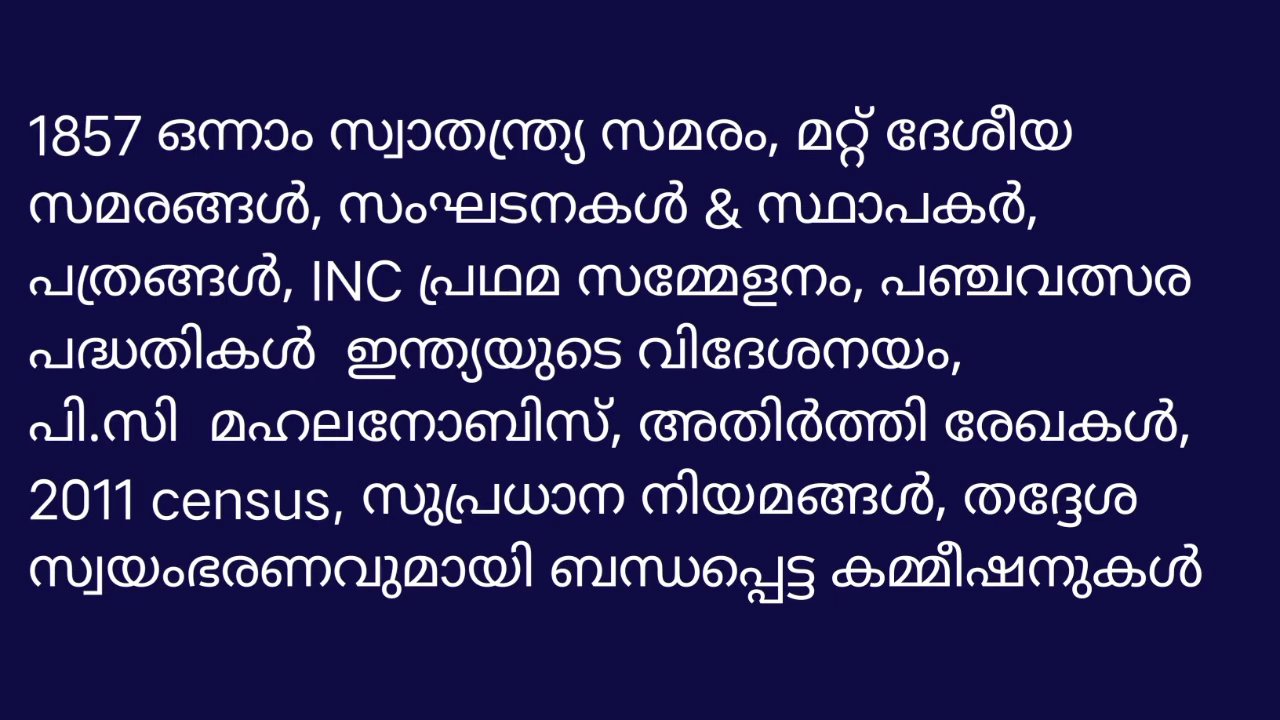 1857 ഒന്നാം സ്വാതന്ത്ര്യ സമരം, മറ്റ് ദേശീയ
സമരങ്ങൾ, സംഘടനകൾ & സ്ഥാപകർ,
പത്രങ്ങൾ, INC പ്രഥമ സമ്മേളനം, പഞ്ചവത്സര
പദ്ധതികൾ  ഇന്ത്യയുടെ വിദേശനയം,
പി.സി  മഹലനോബിസ്, അതിർത്തി രേഖകൾ,
2011 census, സുപ്രധാന നിയമങ്ങൾ, തദ്ദേശ
സ്വയംഭരണവുമായി ബന്ധപ്പെട്ട കമ്മീഷനുകൾ